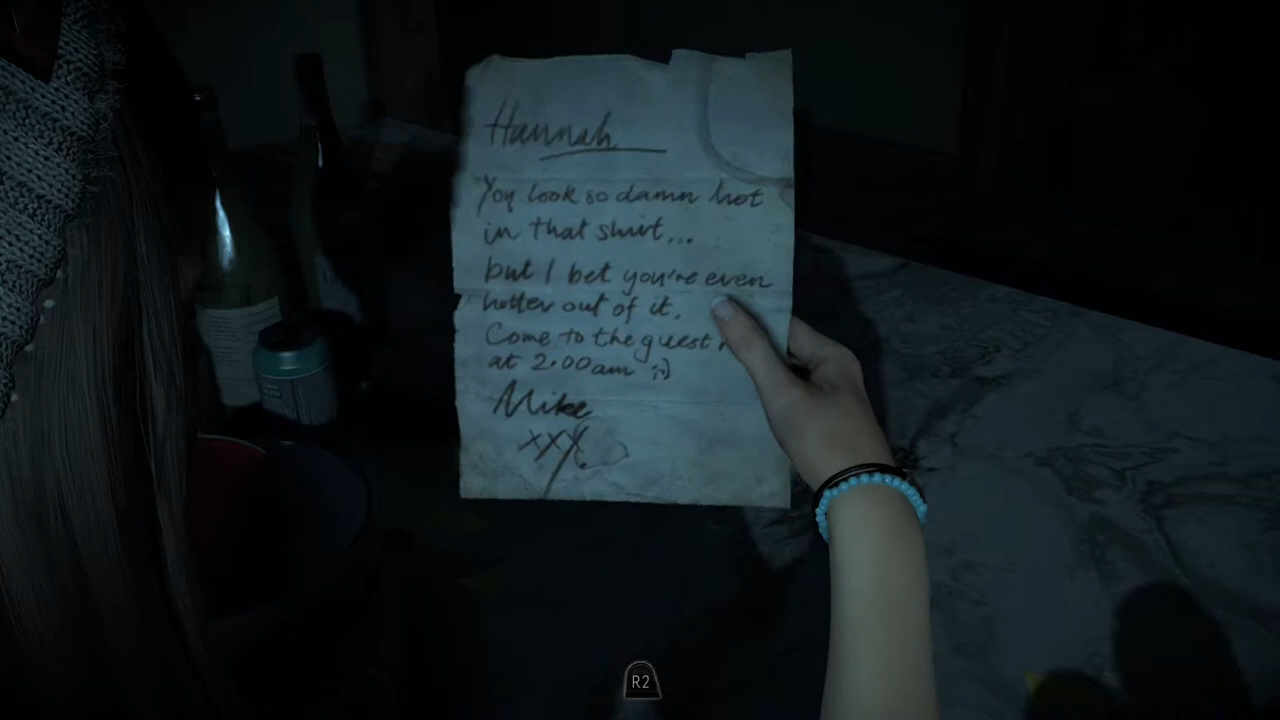 Hannah
You look so damn hot
in that shirt...
but I bet you're even
hotter out of it.
Come to the guest
at 2.00am ;)
Mike
xxx
R2